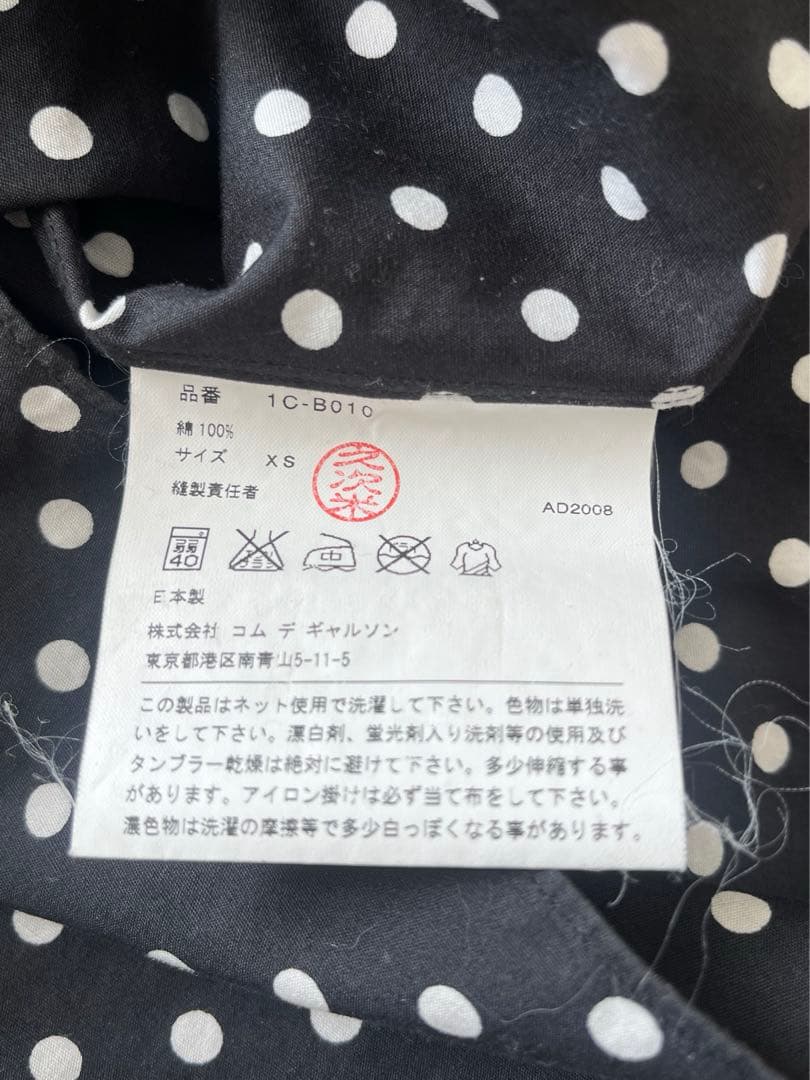 品番 1C-B010
綿 100%
サイズ XS
縫製責任者
久次米
AD2008
弱
40
中
日本製
株式会社 コム デ ギャルソン
東京都港区南青山5-11-5
この製品はネット使用で洗濯して下さい。色物は単独洗
いをして下さい。漂白剤、蛍光剤入り洗剤等の使用及び
タンブラー乾燥は絶対に避けて下さい。多少伸縮する事
があります。アイロン掛けは必ず当て布をして下さい。
濃色物は洗濯の摩擦等で多少白っぽくなる事があります。